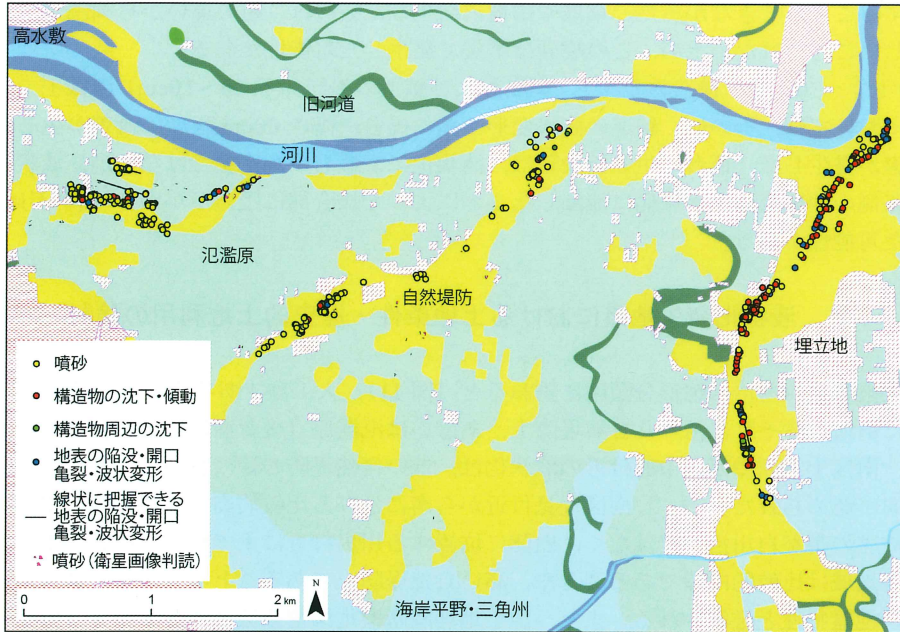 高水敷
旧河道
河川
氾濫原
自然堤防
埋立地
噴砂
構造物の沈下・傾動
構造物周辺の沈下
地表の陥没・開口
亀裂・波状変形
線状に把握できる
地表の陥没・開口
亀裂・波状変形
噴砂(衛星画像判読)
0 1 2 km
N
海岸平野・三角州